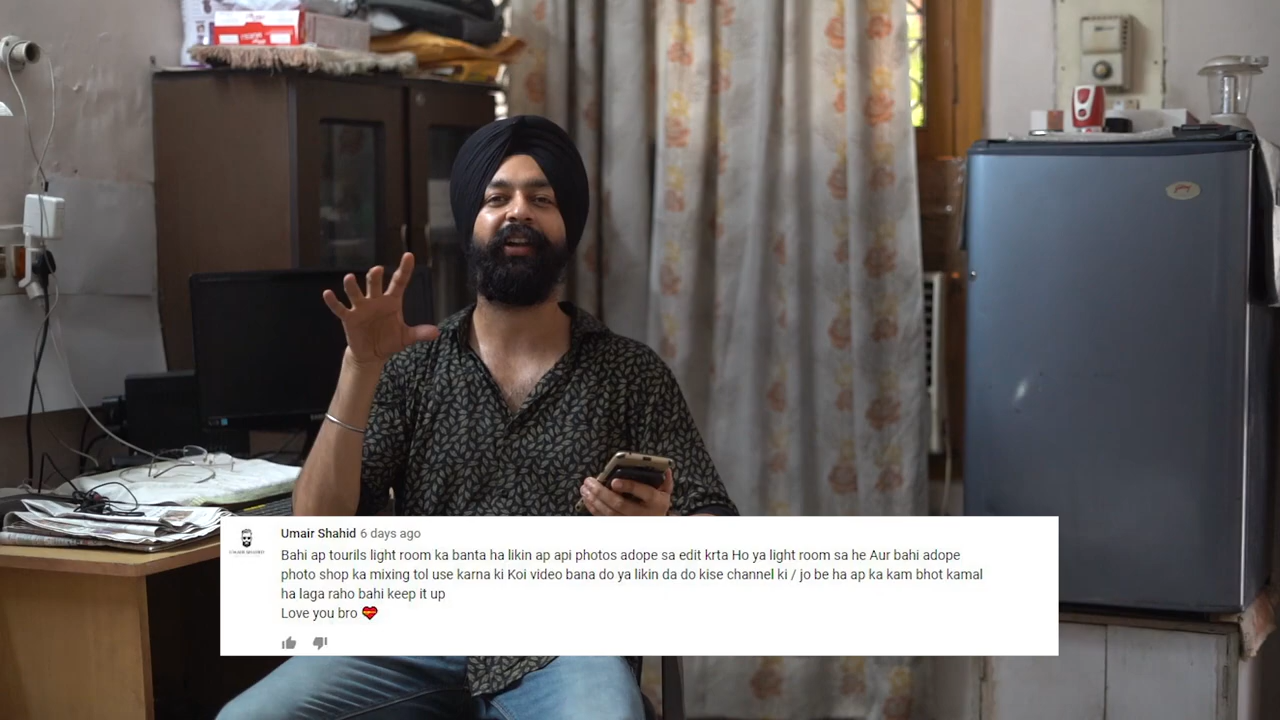 Umair Shahid 6 days ago
Bahi ap tourils light room ka banta ha likin ap api photos adope sa edit krta Ho ya light room sa he Aur bahi adope
photo shop ka mixing tol use karna ki Koi video bana do ya likin da do kise channel ki / jo be ha ap ka kam bhot kamal
ha laga raho bahi keep it up
Love you bro 💝